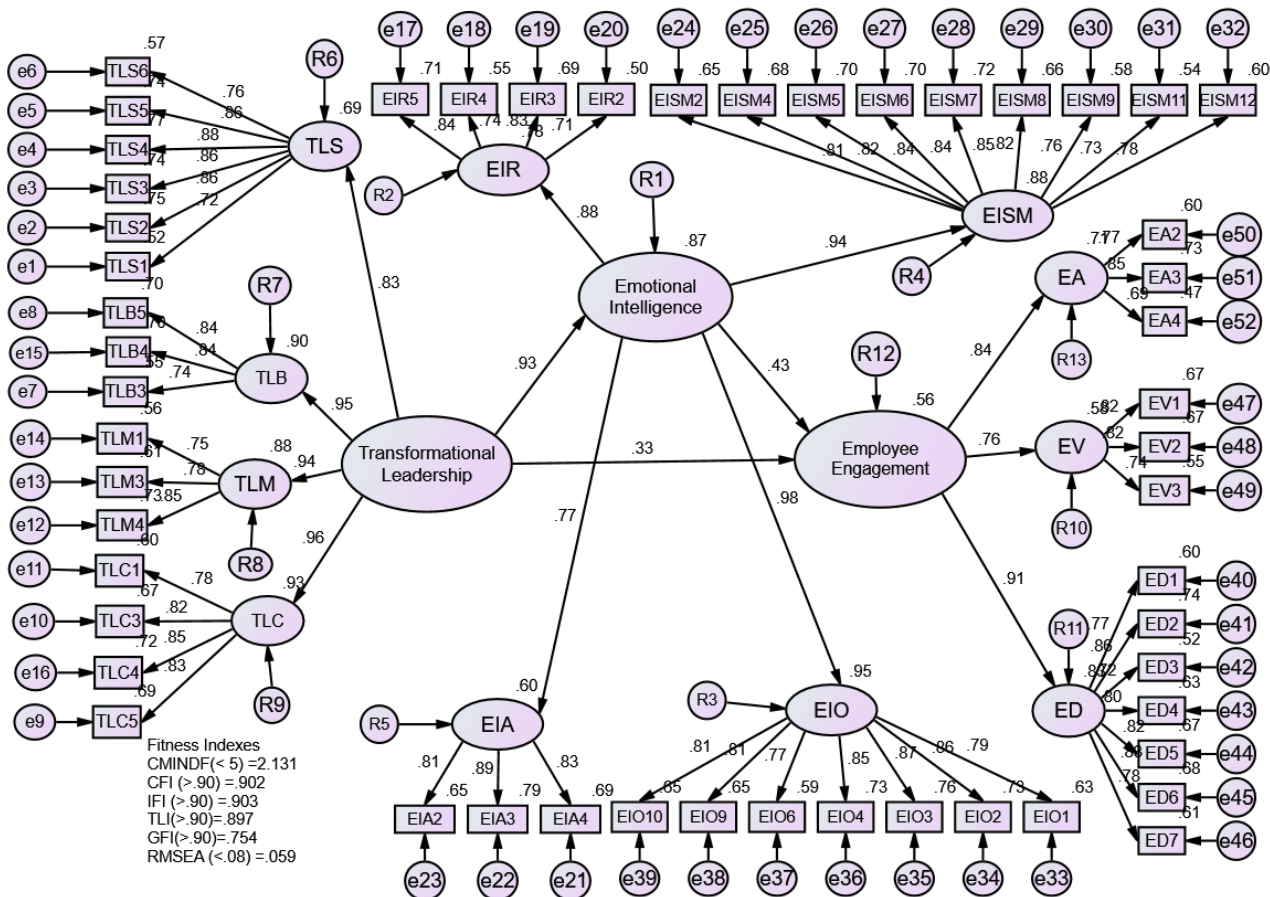 e17
e18
e19
e20
e24
e25
e26
e27
e28
e29
e30
e31
e32
.71
.55
.69
.50
.65
.68
.70
.70
.72
.66
.58
.54
.60
EIR5
EIR4
EIR3
EIR2
EISM2
EISM4
EISM5
EISM6
EISM7
EISM8
EISM9
EISM11
EISM12
.84
.74
.83
.78
.71
.81
.82
.84
.84
.85
.82
.76
.73
.78
.88
EIR
R2
R1
EISM
R4
.88
.94
.57
e6
TLS6
.74
e5
TLS5
.77
e4
TLS4
.74
e3
TLS3
.75
e2
TLS2
.52
e1
TLS1
.76
.86
.88
.86
.86
.72
R6
.69
TLS
.83
.70
e8
TLB5
.70
e15
TLB4
.55
e7
TLB3
.84
.84
.74
R7
.90
TLB
.95
.56
e14
TLM1
.61
e13
TLM3
.73
e12
TLM4
.75
.78
.85
.88
TLM
R8
.94
.60
e11
TLC1
.67
e10
TLC3
.72
e16
TLC4
.69
e9
TLC5
.78
.82
.85
.83
.93
TLC
R9
.96
Transformational
Leadership
.93
.33
.87
Emotional
Intelligence
.43
.77
.98
R12
.56
Employee
Engagement
.84
.76
.91
.71
EA
R13
.77
.85
.69
.60
EA2
e50
.73
EA3
e51
.47
EA4
e52
.58
EV
R10
.82
.82
.74
.67
EV1
e47
.67
EV2
e48
.55
EV3
e49
R11
.83
ED
.77
.86
.72
.80
.82
.78
.60
ED1
e40
.74
ED2
e41
.52
ED3
e42
.63
ED4
e43
.67
ED5
e44
.68
ED6
e45
.61
ED7
e46
R5
.60
EIA
.81
.89
.83
.65
.79
.69
EIA2
EIA3
EIA4
e23
e22
e21
R3
.95
EIO
.81
.81
.77
.85
.87
.86
.79
.65
.65
.59
.73
.76
.73
.63
EIO10
EIO9
EIO6
EIO4
EIO3
EIO2
EIO1
e39
e38
e37
e36
e35
e34
e33
Fitness Indexes
CMINDF(< 5) =2.131
CFI (>.90) =.902
IFI (>.90) =.903
TLI(>.90)=.897
GFI(>.90)=.754
RMSEA (<.08) =.059